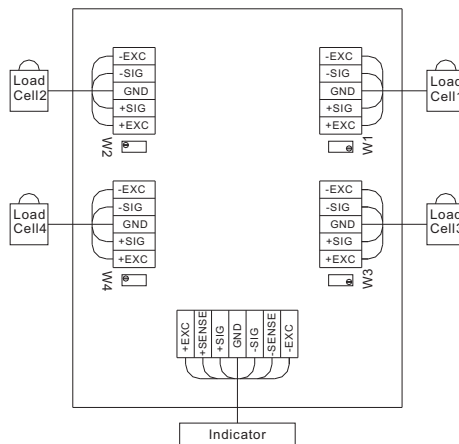 -EXC
-SIG
GND
+SIG
+EXC
W2
Load
Cell2
-EXC
-SIG
GND
+SIG
+EXC
W1
Load
Cell1
-EXC
-SIG
GND
+SIG
+EXC
W4
Load
Cell4
-EXC
-SIG
GND
+SIG
+EXC
W3
Load
Cell3
+EXC
+SENSE
+SIG
GND
-SIG
-SENSE
-EXC
Indicator